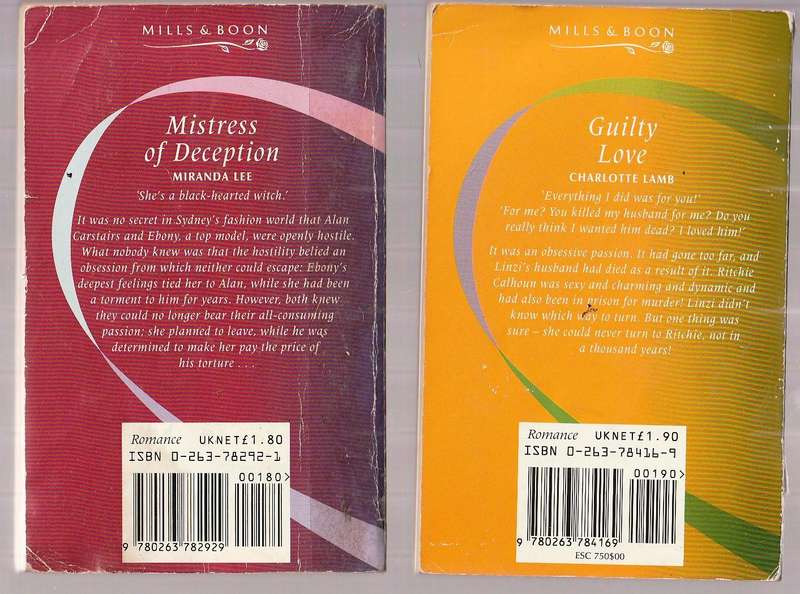 MILLS & BOON
Mistress
of Deception
MIRANDA LEE
'She's a black-hearted witch.'
It was no secret in Sydney's fashion world that Alan
Carstairs and Ebony, a top model, were openly hostile.
What nobody knew was that the hostility belied an
obsession from which neither could escape: Ebony's
deepest feelings tied her to Alan, while she had been
a torment to him for years. However, both knew
they could no longer bear their all-consuming
passion; she planned to leave, while he was
determined to make her pay the price of
his torture . . .
Romance UKNET£1.80
ISBN 0-263-78292-1
00180>
9 780263 782929
MILLS & BOON
Guilty
Love
CHARLOTTE LAMB
'Everything I did was for you!'
'For me? You killed my husband for me? Do you
really think I wanted him dead? I loved him!'
It was an obsessive passion. It had gone too far, and
Linzi's husband had died as a result of it. Ritchie
Calhoun was sexy and charming and dynamic and
had also been in prison for murder! Linzi didn't
know which way to turn. But one thing was
sure – she could never turn to Ritchie, not in
a thousand years!
Romance UKNET£1.90
ISBN 0-263-78416-9
00190>
9 780263 784169
ESC 750$00